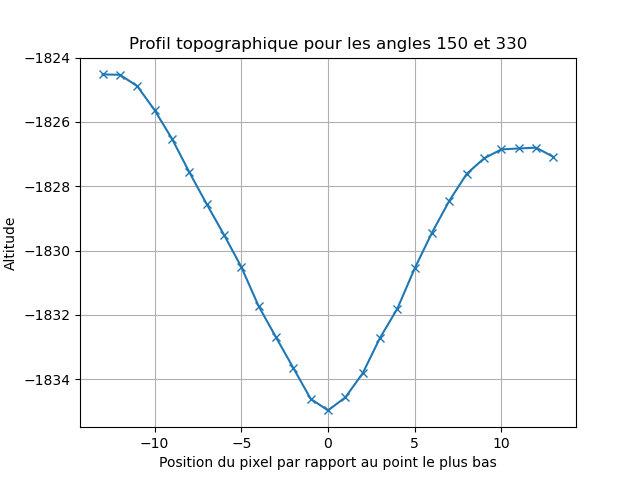 Profil topographique pour les angles 150 et 330
−1824
−1826
−1828
−1830
−1832
−1834
Altitude
−10 −5 0 5 10
Position du pixel par rapport au point le plus bas